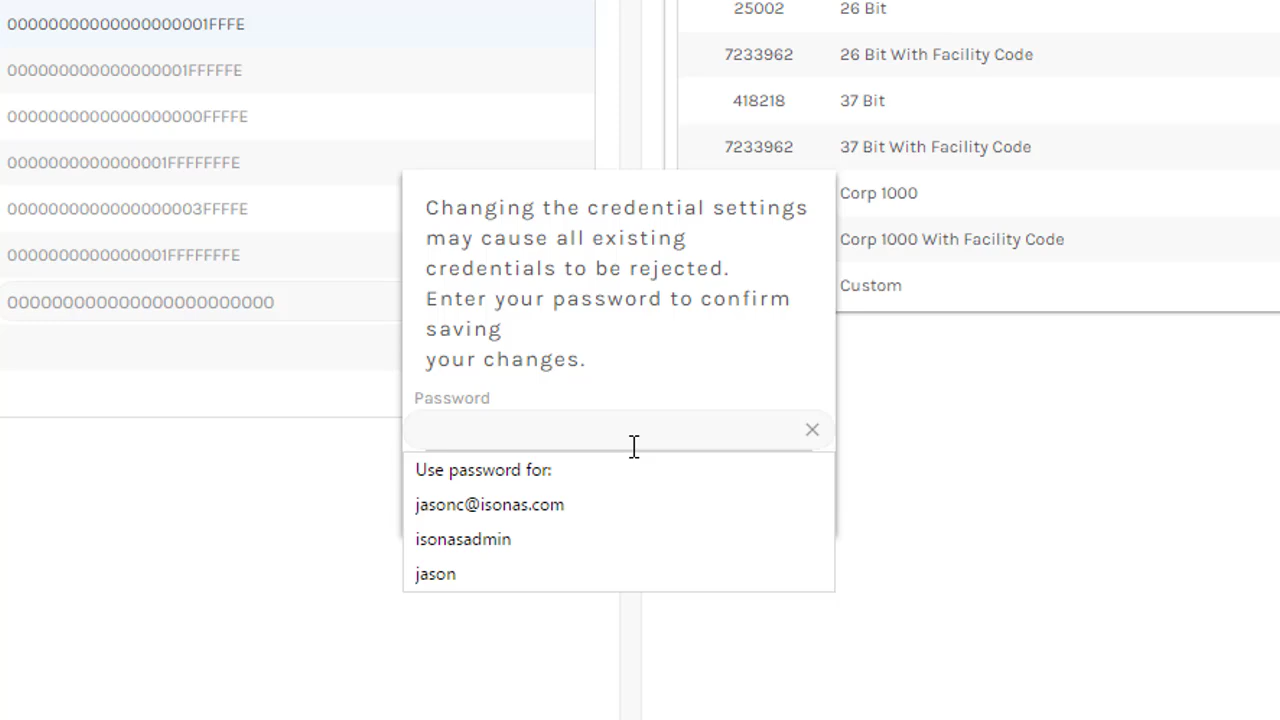 00000000000000000001FFFE
000000000000000001FFFFFE
0000000000000000000FFFFE
0000000000000001FFFFFFFE
0000000000000000003FFFFE
0000000000000001FFFFFFFE
000000000000000000000000
25002 26 Bit
7233962 26 Bit With Facility Code
418218 37 Bit
7233962 37 Bit With Facility Code
Corp 1000
Corp 1000 With Facility Code
Custom
Changing the credential settings
may cause all existing
credentials to be rejected.
Enter your password to confirm
saving
your changes.
Password
Use password for:
jasonc@isonas.com
isonasadmin
jason